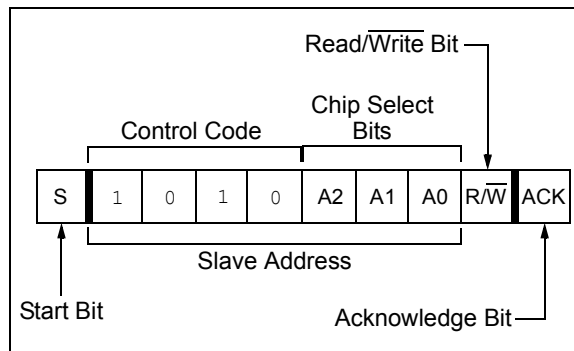 Read/Write Bit
Chip Select
Bits
Control Code
S 1 0 1 0 A2 A1 A0 R/W ACK
Slave Address
Start Bit
Acknowledge Bit